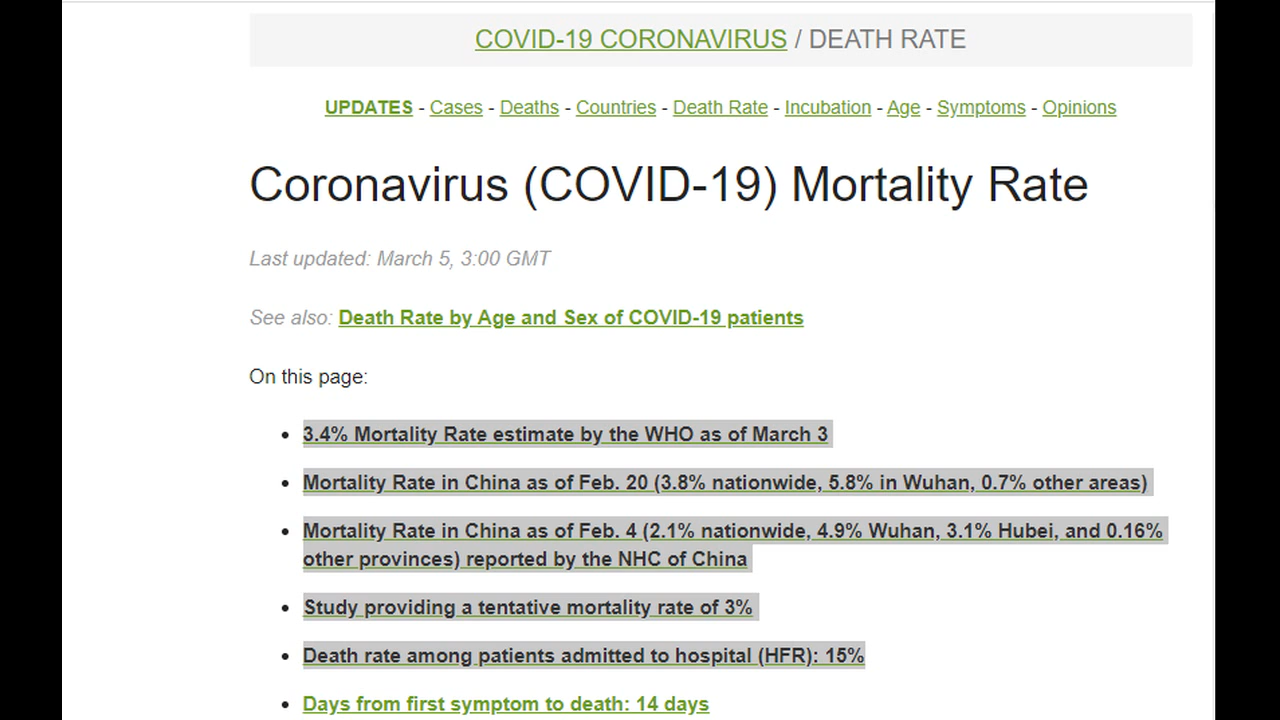 COVID-19 CORONAVIRUS / DEATH RATE
UPDATES - Cases - Deaths - Countries - Death Rate - Incubation - Age - Symptoms - Opinions
Coronavirus (COVID-19) Mortality Rate
Last updated: March 5, 3:00 GMT
See also: Death Rate by Age and Sex of COVID-19 patients
On this page:
• 3.4% Mortality Rate estimate by the WHO as of March 3
• Mortality Rate in China as of Feb. 20 (3.8% nationwide, 5.8% in Wuhan, 0.7% other areas)
• Mortality Rate in China as of Feb. 4 (2.1% nationwide, 4.9% Wuhan, 3.1% Hubei, and 0.16%
other provinces) reported by the NHC of China
• Study providing a tentative mortality rate of 3%
• Death rate among patients admitted to hospital (HFR): 15%
• Days from first symptom to death: 14 days